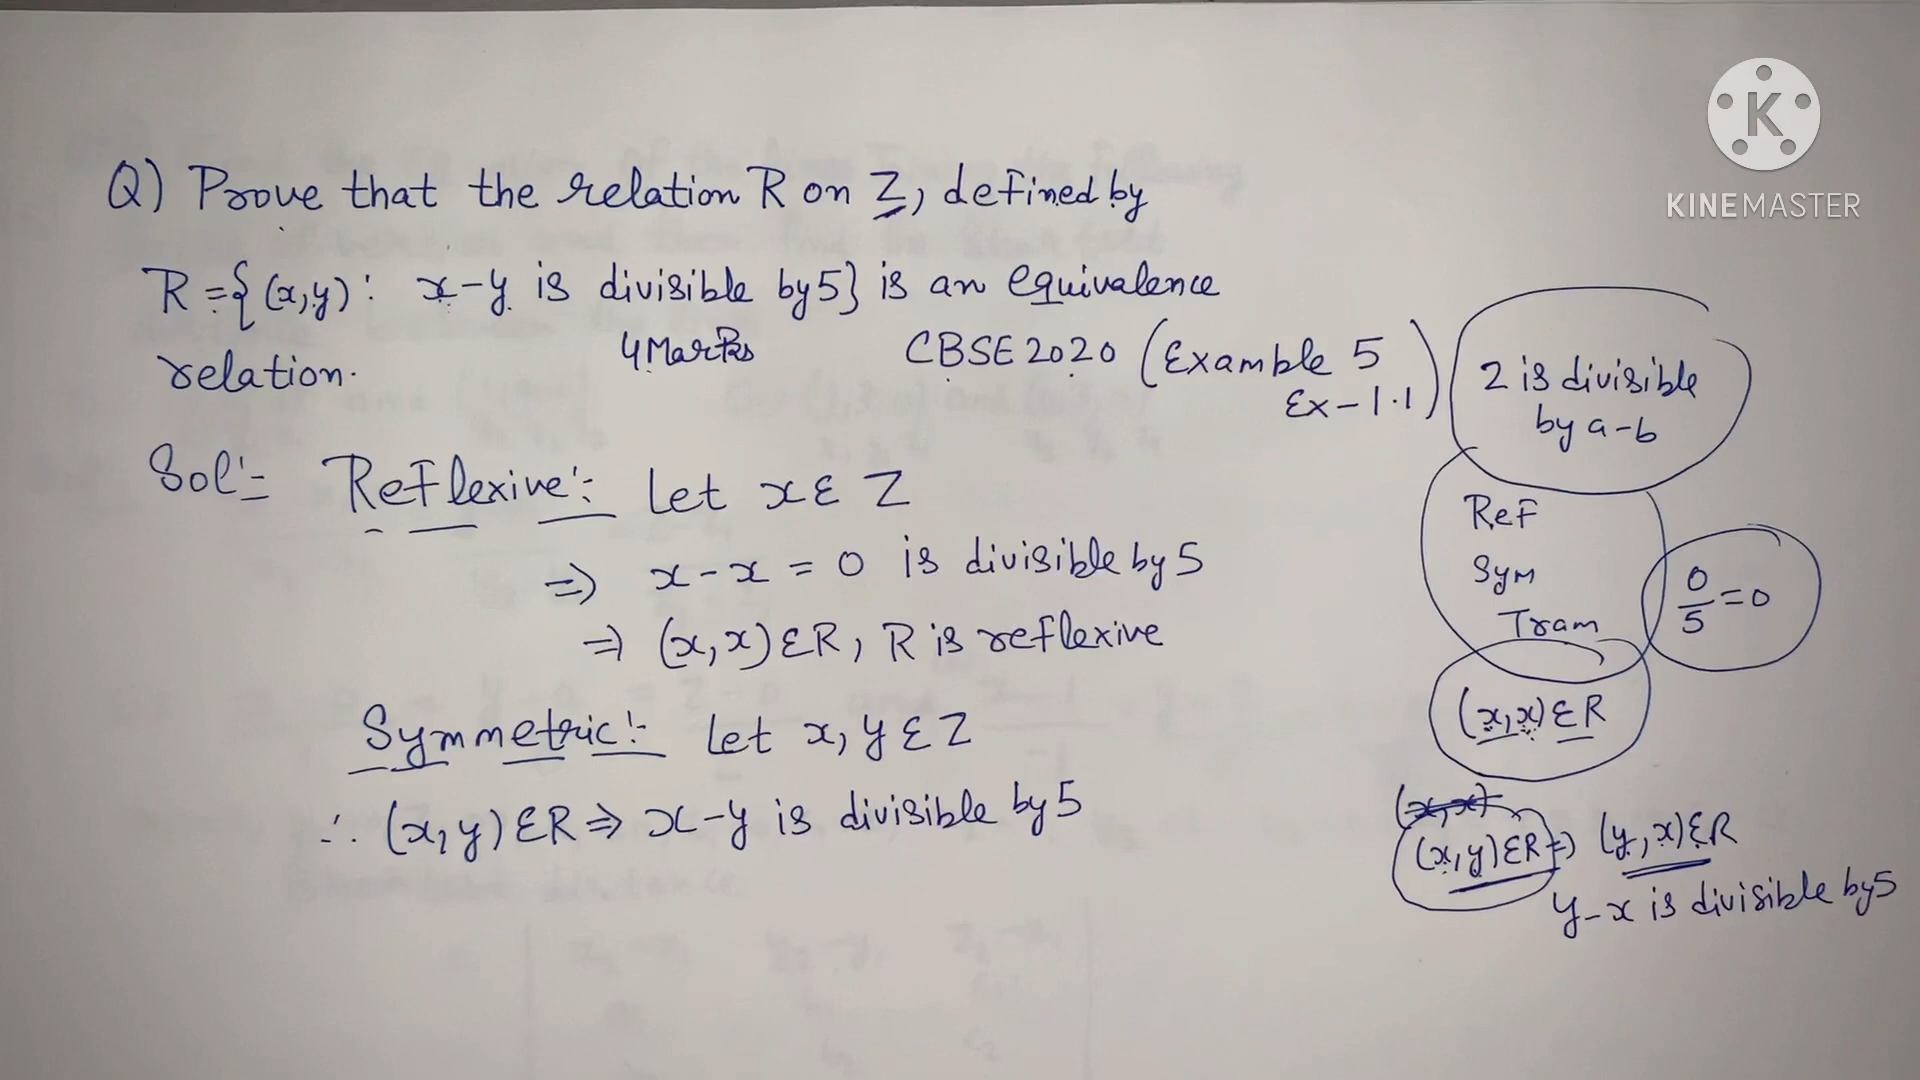 K
KINEMASTER
Q) Prove that the relation R on Z, defined by
R = {(x,y): x-y is divisible by 5} is an equivalence
relation.
4 Marks CBSE 2020 (Examble 5
Ex-1.1)
2 is divisible
by a-b
Sol:= Reflexive:- Let x ∈ Z
⇒ x-x = 0 is divisible by 5
⇒ (x,x) ∈ R, R is reflexive
Ref
Sym
Tram
0/5 = 0
(x,x) ∈ R
Symmetric:- Let x, y ∈ Z
∴ (x,y) ∈ R ⇒ x-y is divisible by 5
(x,x)
(x,y) ∈ R ⇒ (y,x) ∈ R
y-x is divisible by 5